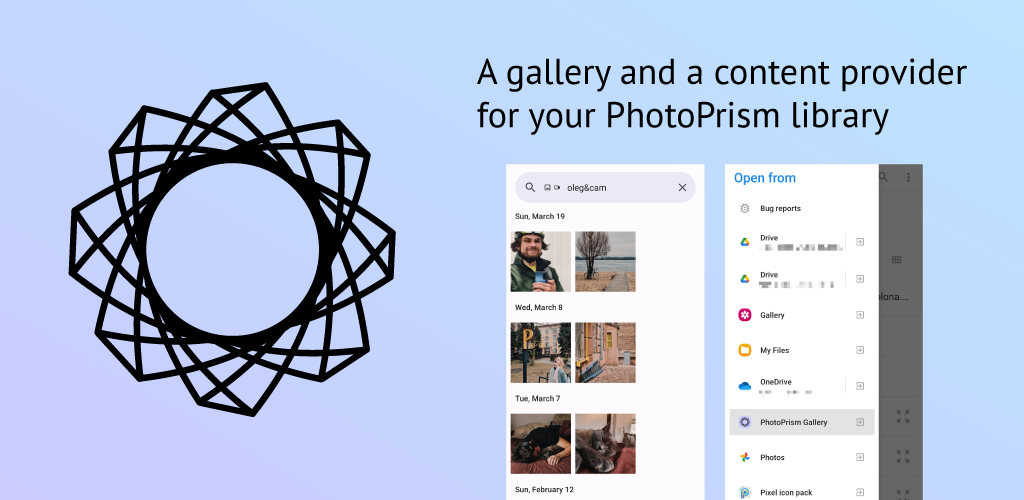 A gallery and a content provider
for your PhotoPrism library
oleg&cam
Sun, March 19
Wed, March 8
Tue, March 7
Sun, February 12
Open from
Bug reports
Drive
Drive
Gallery
My Files
OneDrive
PhotoPrism Gallery
Photos
Pixel icon pack
olona...